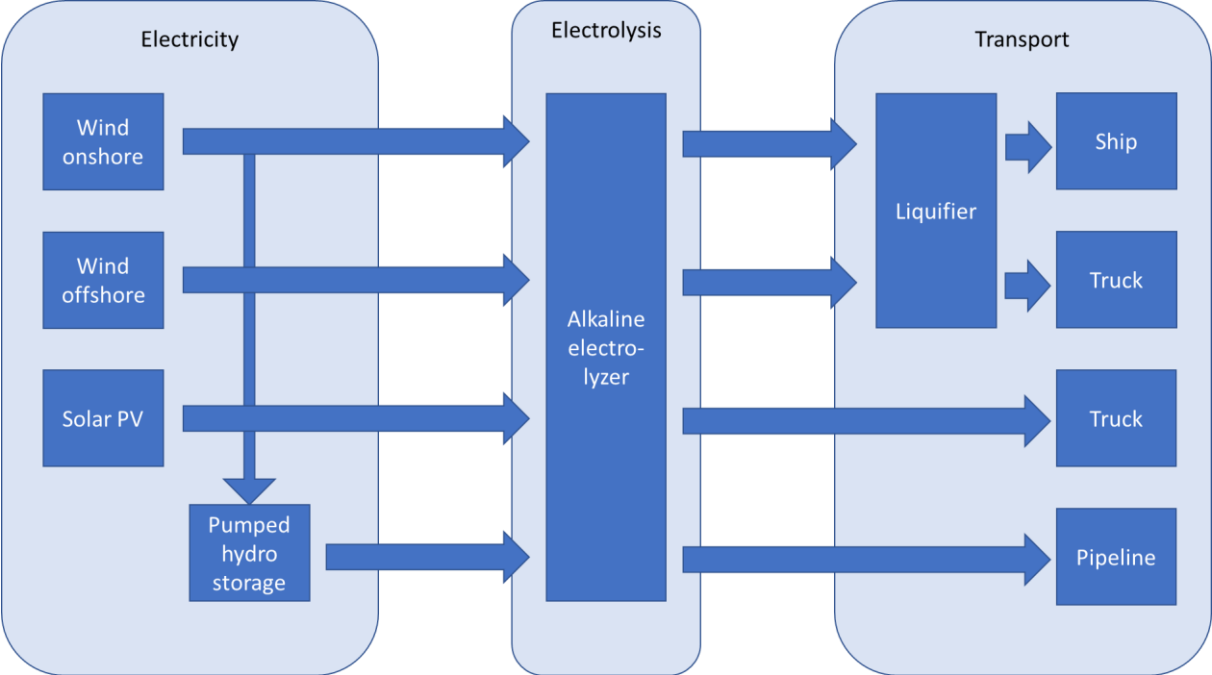 Electricity
Wind
onshore
Wind
offshore
Solar PV
Pumped
hydro
storage
Electrolysis
Alkaline
electro-
lyzer
Transport
Liquifier
Ship
Truck
Truck
Pipeline